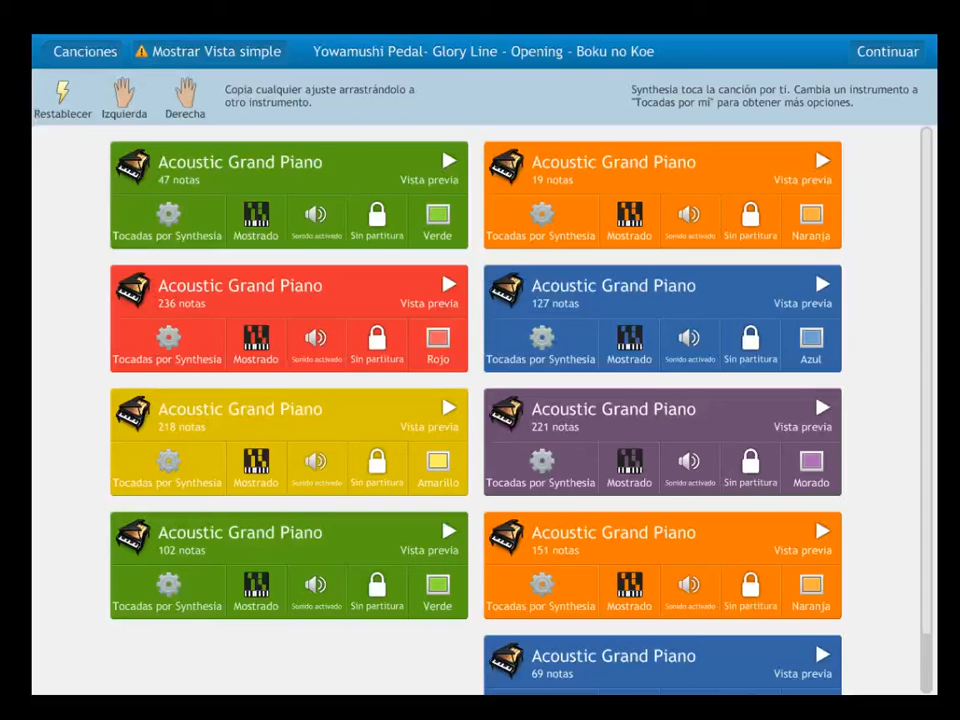 Canciones
Mostrar Vista simple
Yowamushi Pedal- Glory Line - Opening - Boku no Koe
Continuar
Restablecer
Izquierda
Derecha
Copia cualquier ajuste arrastrándolo a
otro instrumento.
Synthesia toca la canción por tí. Cambia un instrumento a
"Tocadas por mí" para obtener más opciones.
Acoustic Grand Piano
47 notas
Vista previa
Tocadas por Synthesia
Mostrado
Sonido activado
Sin partitura
Verde
Acoustic Grand Piano
19 notas
Vista previa
Tocadas por Synthesia
Mostrado
Sonido activado
Sin partitura
Naranja
Acoustic Grand Piano
236 notas
Vista previa
Tocadas por Synthesia
Mostrado
Sonido activado
Sin partitura
Rojo
Acoustic Grand Piano
127 notas
Vista previa
Tocadas por Synthesia
Mostrado
Sonido activado
Sin partitura
Azul
Acoustic Grand Piano
218 notas
Vista previa
Tocadas por Synthesia
Mostrado
Sonido activado
Sin partitura
Amarillo
Acoustic Grand Piano
221 notas
Vista previa
Tocadas por Synthesia
Mostrado
Sonido activado
Sin partitura
Morado
Acoustic Grand Piano
102 notas
Vista previa
Tocadas por Synthesia
Mostrado
Sonido activado
Sin partitura
Verde
Acoustic Grand Piano
151 notas
Vista previa
Tocadas por Synthesia
Mostrado
Sonido activado
Sin partitura
Naranja
Acoustic Grand Piano
69 notas
Vista previa